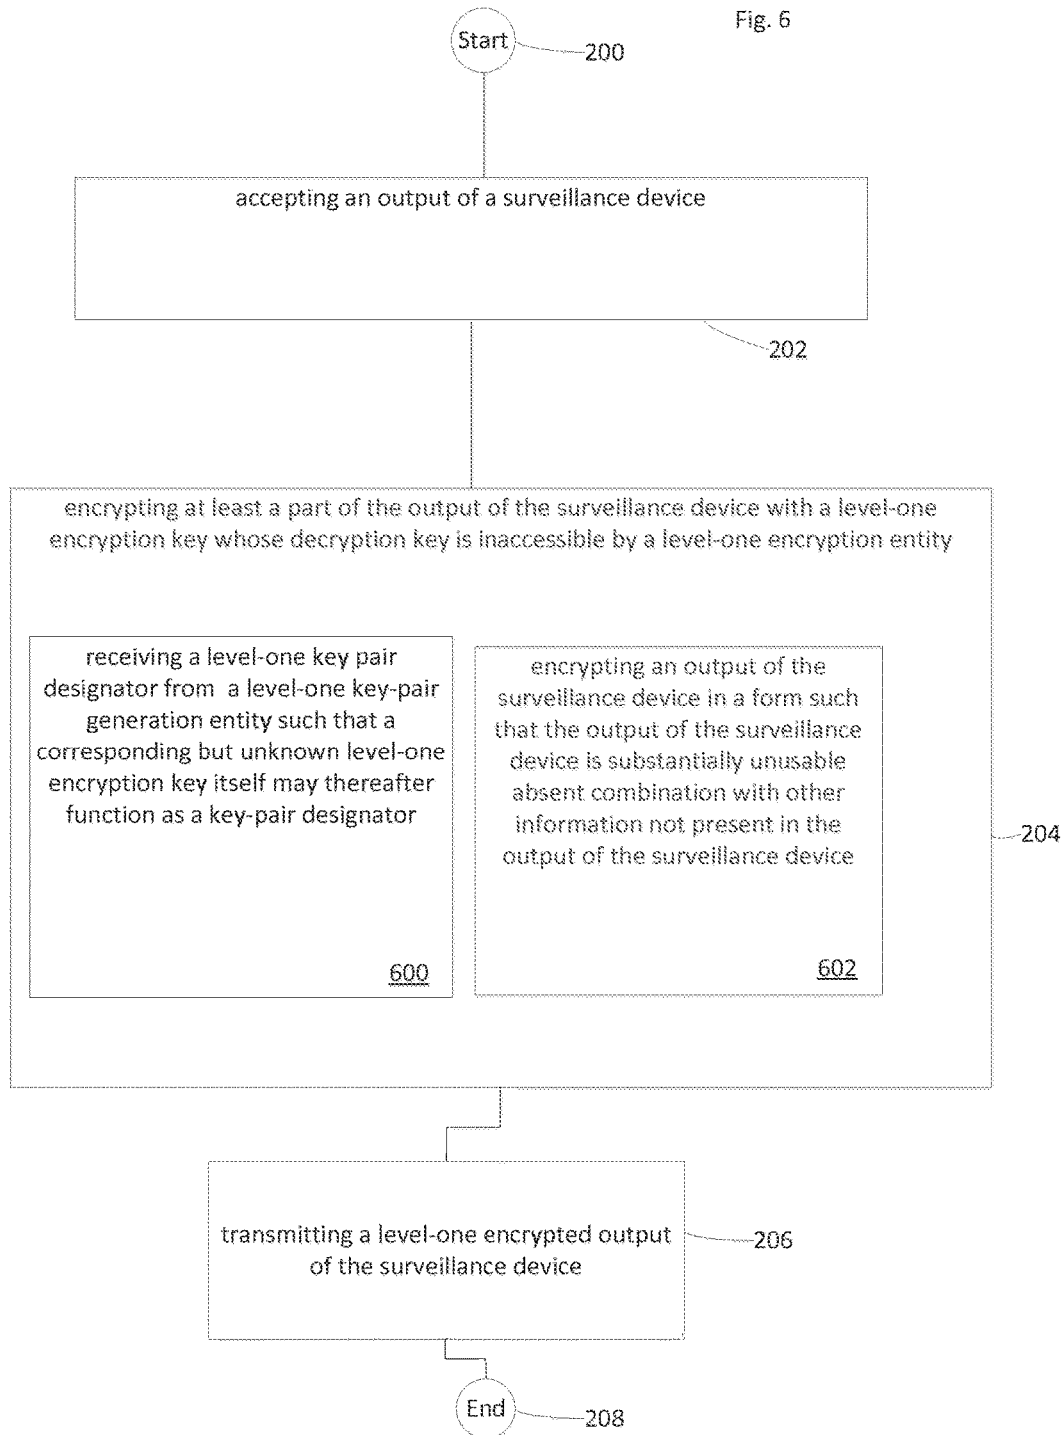 Fig. 6
Start
200
accepting an output of a surveillance device
202
encrypting at least a part of the output of the surveillance device with a level-one
encryption key whose decryption key is inaccessible by a level-one encryption entity
receiving a level-one key pair
designator from a level-one key-pair
generation entity such that a
corresponding but unknown level-one
encryption key itself may thereafter
function as a key-pair designator
600
encrypting an output of the
surveillance device in a form such
that the output of the surveillance
device is substantially unusable
absent combination with other
information not present in the
output of the surveillance device
602
204
transmitting a level-one encrypted output
of the surveillance device
206
End
208